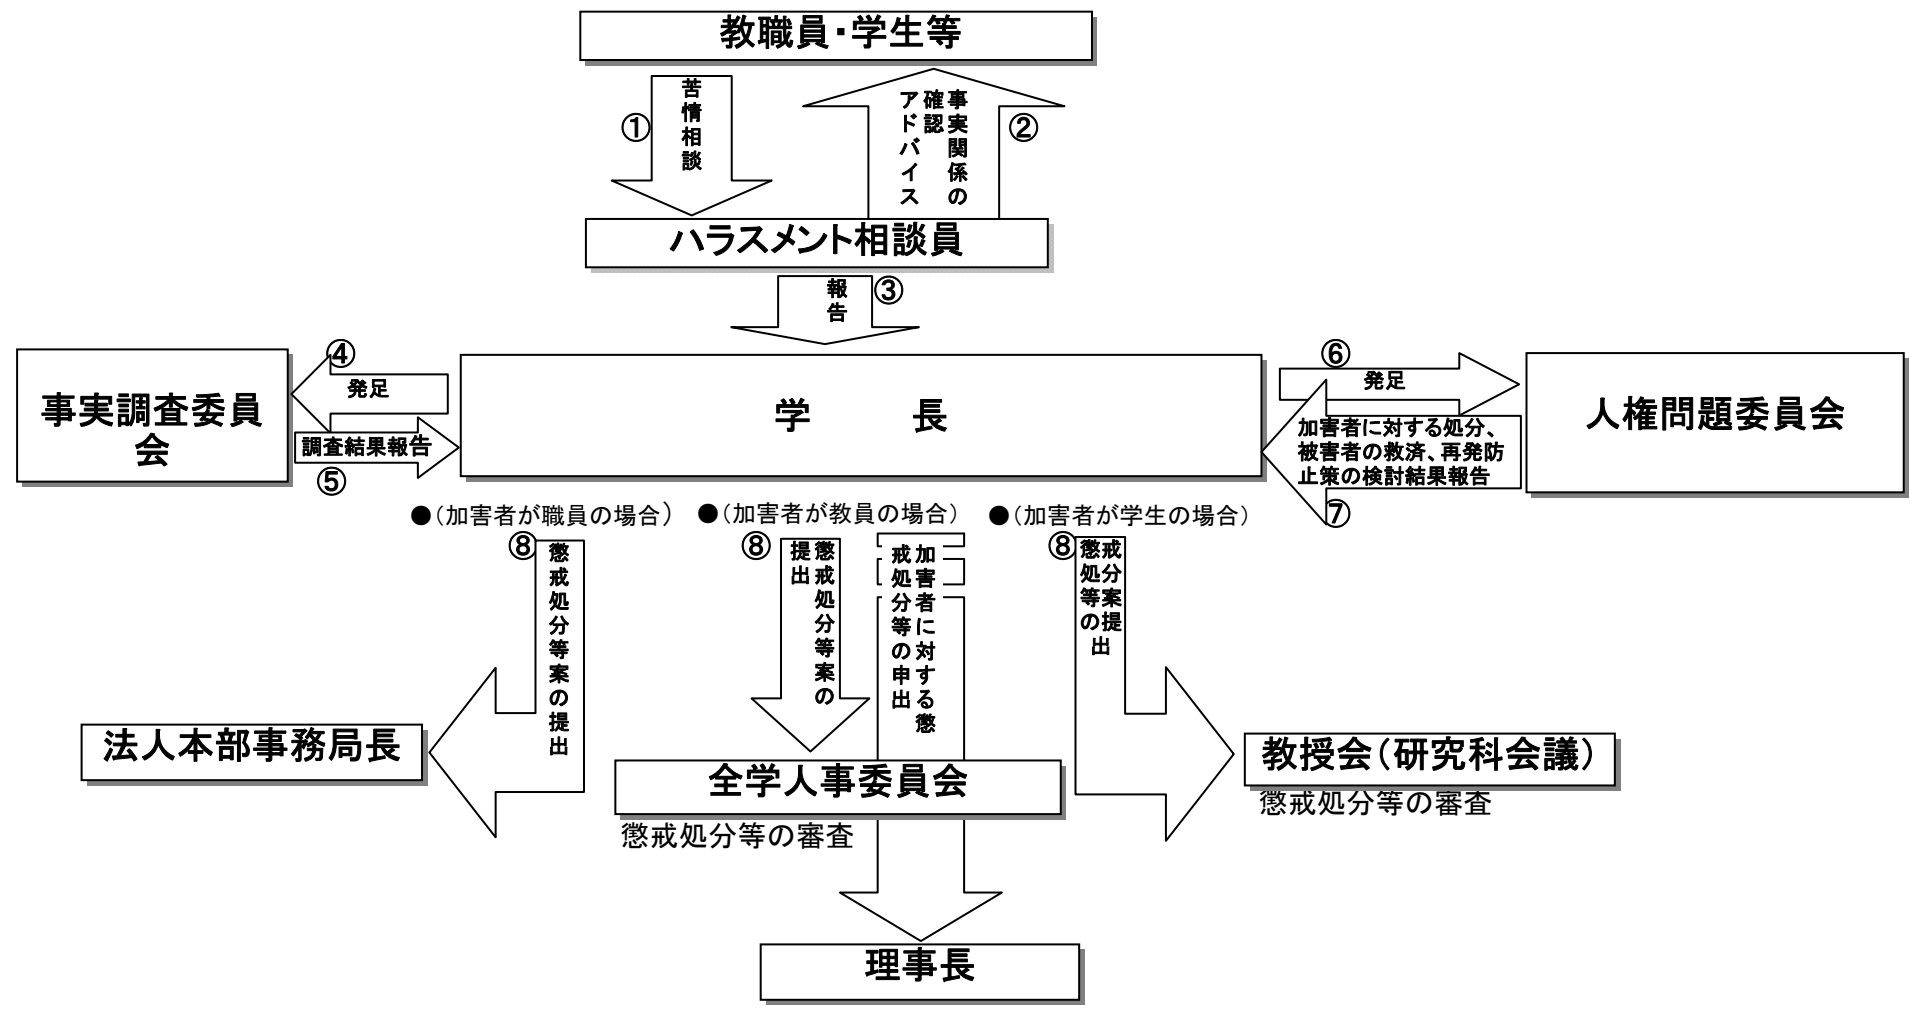 教職員・学生等
①
苦情相談
事実関係の
確認
アドバイス
②
ハラスメント相談員
報告
③
事実調査委員
会
④
発足
調査結果報告
⑤
学　　　長
⑥
発足
加害者に対する処分、
被害者の救済、再発防
止策の検討結果報告
⑦
人権問題委員会
●（加害者が職員の場合）
⑧
懲戒処分等案の提出
法人本部事務局長
●（加害者が教員の場合）
⑧
懲戒処分等案の
提出
加害者に対する懲
戒処分等の申出
全学人事委員会
懲戒処分等の審査
理事長
●（加害者が学生の場合）
⑧
懲戒
処分
等案
の提
出
教授会（研究科会議）
懲戒処分等の審査